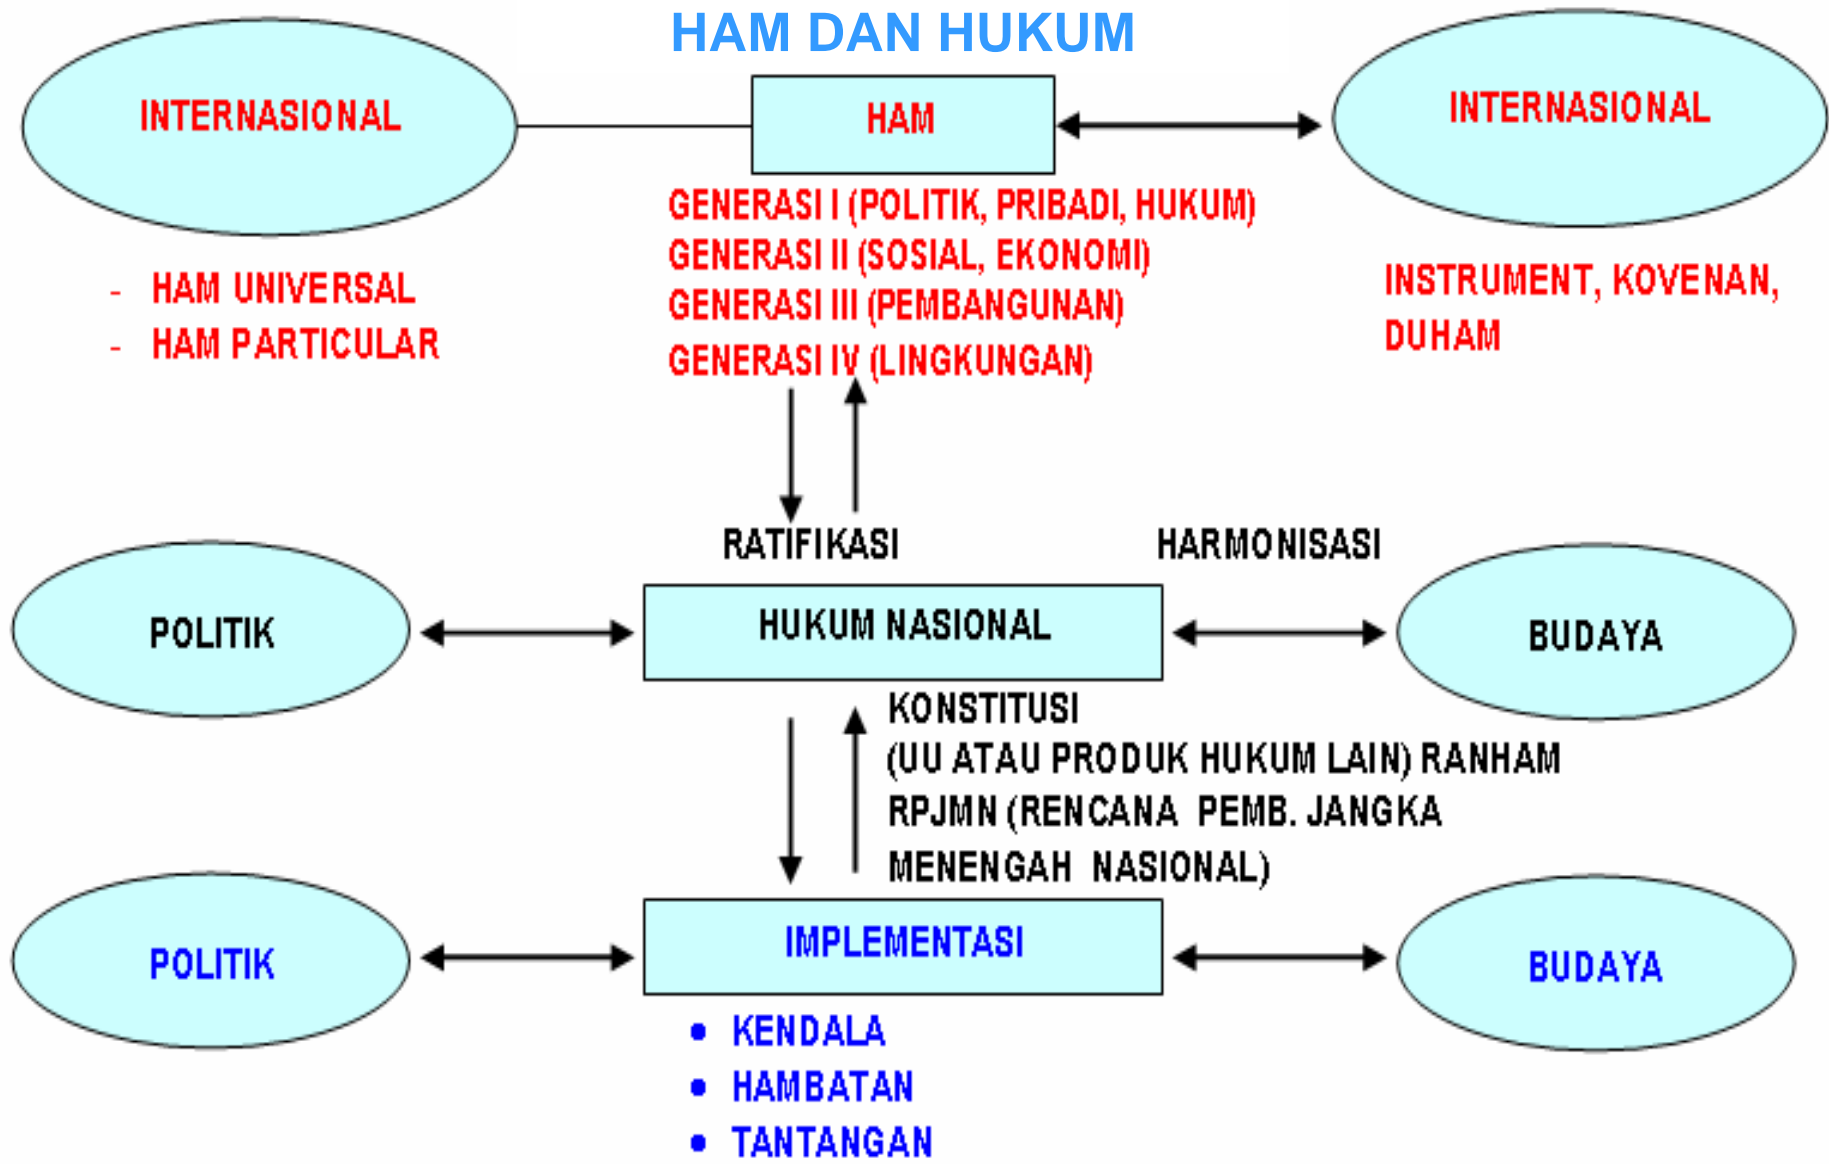 HAM DAN HUKUM
INTERNASIONAL
HAM
INTERNASIONAL
- HAM UNIVERSAL
- HAM PARTICULAR
GENERASI I (POLITIK, PRIBADI, HUKUM)
GENERASI II (SOSIAL, EKONOMI)
GENERASI III (PEMBANGUNAN)
GENERASI IV (LINGKUNGAN)
INSTRUMENT, KOVENAN,
DUHAM
RATIFIKASI
HARMONISASI
POLITIK
HUKUM NASIONAL
BUDAYA
KONSTITUSI
(UU ATAU PRODUK HUKUM LAIN) RANHAM
RPJMN (RENCANA PEMB. JANGKA
MENENGAH NASIONAL)
POLITIK
IMPLEMENTASI
BUDAYA
• KENDALA
• HAMBATAN
• TANTANGAN